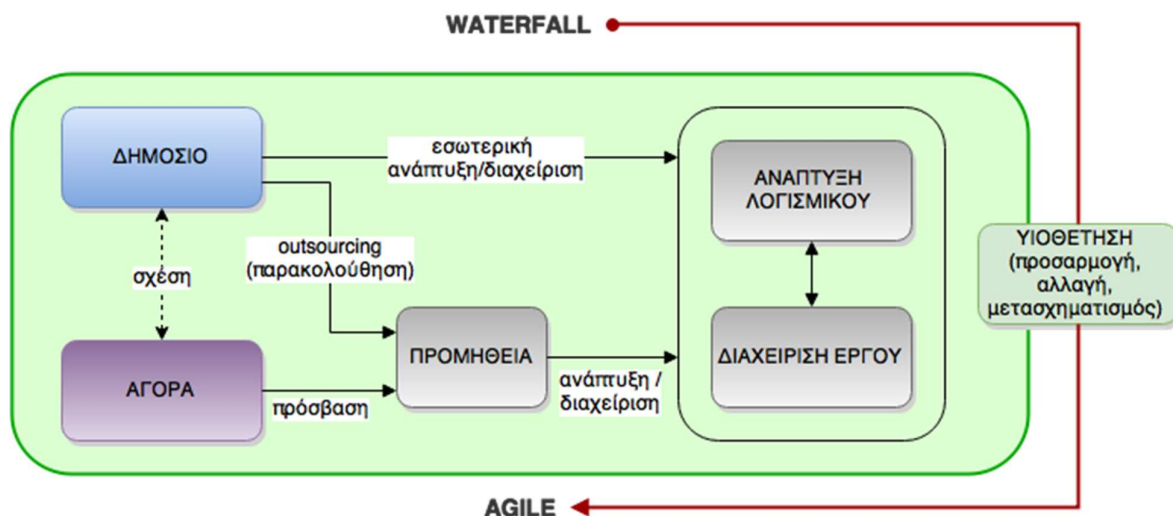 WATERFALL
ΔΗΜΟΣΙΟ
εσωτερική
ανάπτυξη/διαχείριση
ΑΝΑΠΤΥΞΗ
ΛΟΓΙΣΜΙΚΟΥ
outsourcing
(παρακολούθηση)
σχέση
ΥΙΟΘΕΤΗΣΗ
(προσαρμογή,
αλλαγή,
μετασχηματισμός)
ΑΓΟΡΑ
πρόσβαση
ΠΡΟΜΗΘΕΙΑ
ανάπτυξη /
διαχείριση
ΔΙΑΧΕΙΡΙΣΗ ΕΡΓΟΥ
AGILE